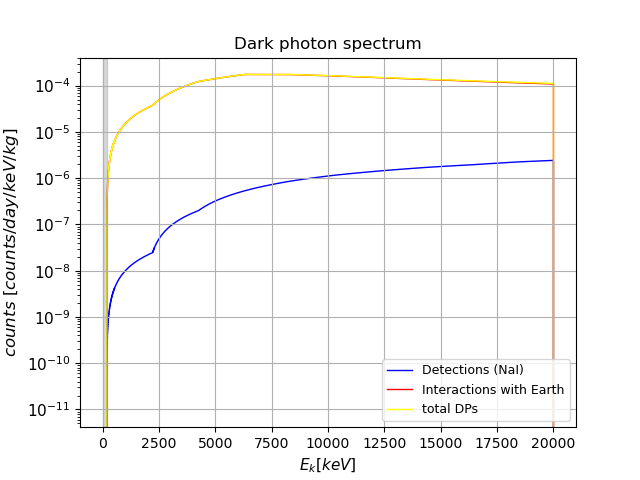 Dark photon spectrum
counts [counts/day/keV/kg]
10⁻⁴
10⁻⁵
10⁻⁶
10⁻⁷
10⁻⁸
10⁻⁹
10⁻¹⁰
10⁻¹¹
Detections (NaI)
Interactions with Earth
total DPs
0 2500 5000 7500 10000 12500 15000 17500 20000
E_k[keV]